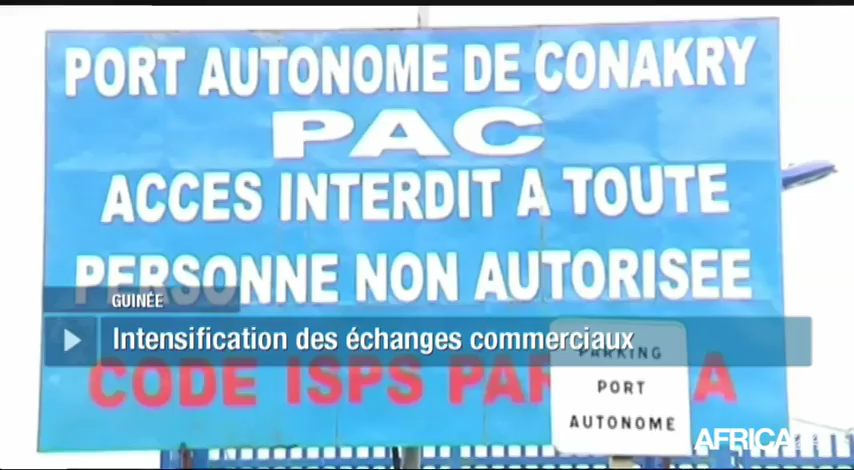 PORT AUTONOME DE CONAKRY
PAC
ACCES INTERDIT A TOUTE
PERSONNE NON AUTORISEE
GUINÉE
Intensification des échanges commerciaux
CODE ISPS A
PARKING
PORT
AUTONOME
AFRICA